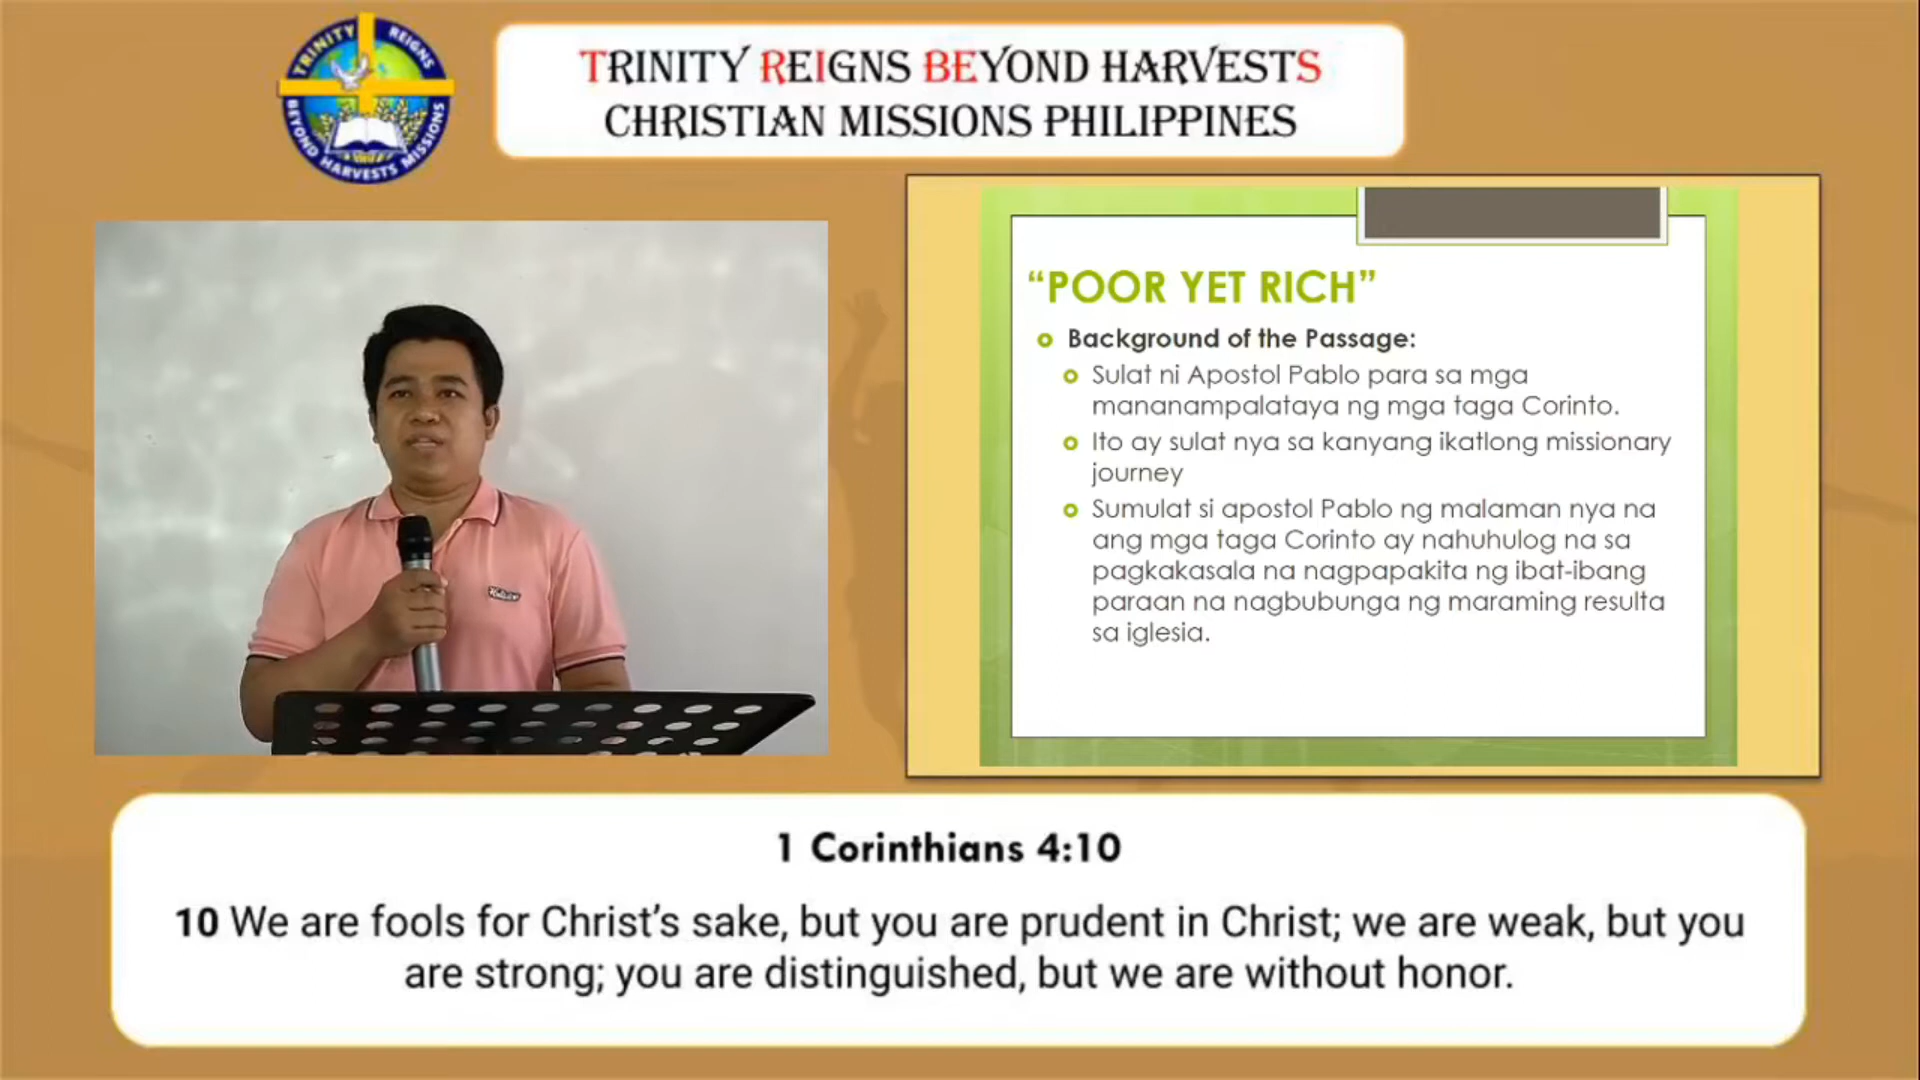 TRINITY REIGNS
BEYOND HARVESTS MISSIONS
TRINITY REIGNS BEYOND HARVESTS
CHRISTIAN MISSIONS PHILIPPINES
“POOR YET RICH”
Background of the Passage:
Sulat ni Apostol Pablo para sa mga
mananampalataya ng mga taga Corinto.
Ito ay sulat nya sa kanyang ikatlong missionary
journey
Sumulat si apostol Pablo ng malaman nya na
ang mga taga Corinto ay nahuhulog na sa
pagkakasala na nagpapakita ng ibat-ibang
paraan na nagbubunga ng maraming resulta
sa iglesia.
1 Corinthians 4:10
10 We are fools for Christ’s sake, but you are prudent in Christ; we are weak, but you
are strong; you are distinguished, but we are without honor.